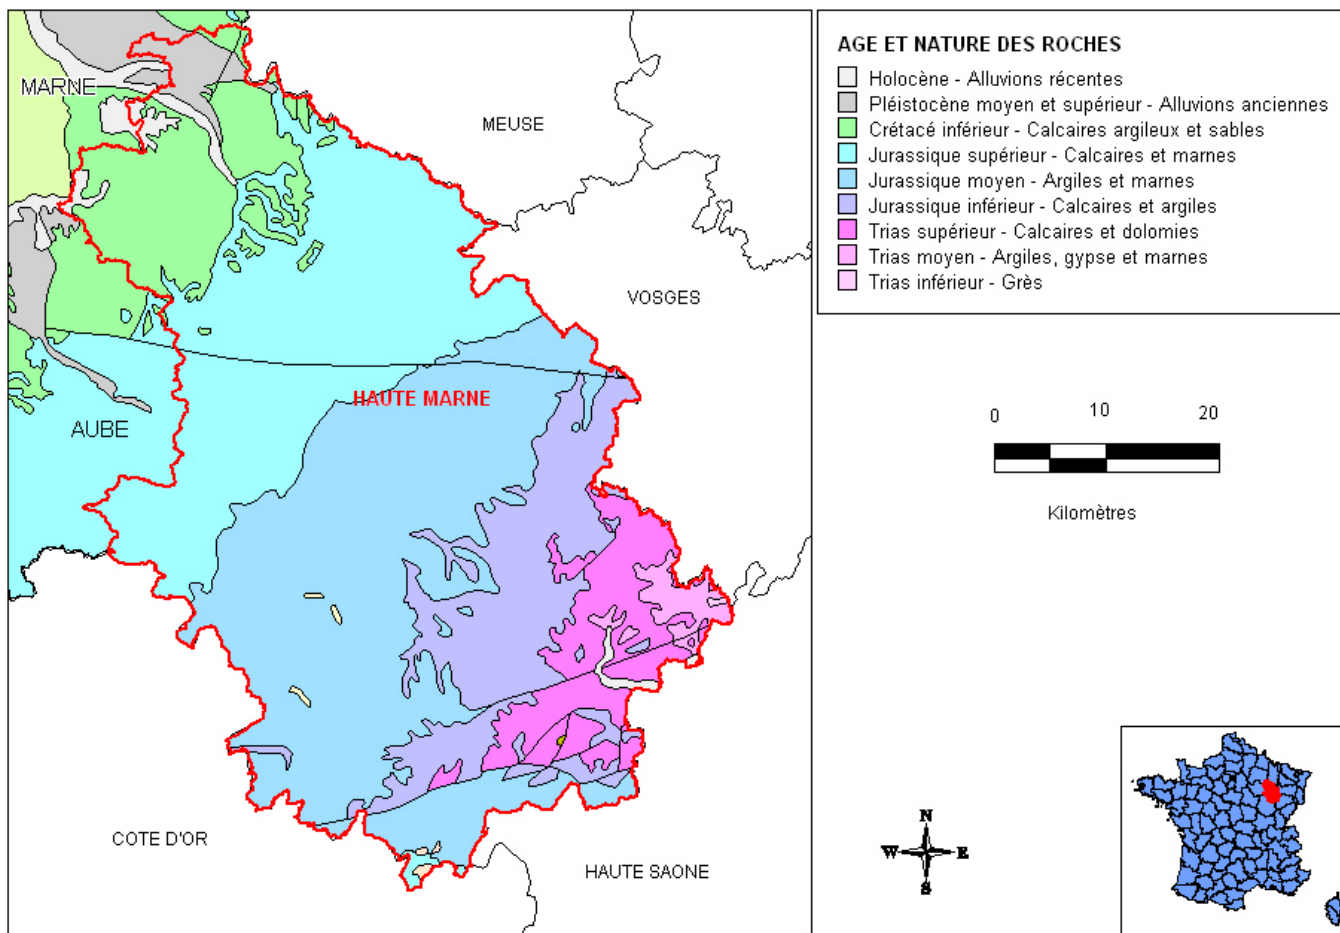 MARNE
MEUSE
VOSGES
HAUTE MARNE
AUBE
COTE D'OR
HAUTE SAONE
AGE ET NATURE DES ROCHES
Holocène - Alluvions récentes
Pléistocène moyen et supérieur - Alluvions anciennes
Crétacé inférieur - Calcaires argileux et sables
Jurassique supérieur - Calcaires et marnes
Jurassique moyen - Argiles et marnes
Jurassique inférieur - Calcaires et argiles
Trias supérieur - Calcaires et dolomies
Trias moyen - Argiles, gypse et marnes
Trias inférieur - Grès
0 10 20
Kilomètres
N
W E
S